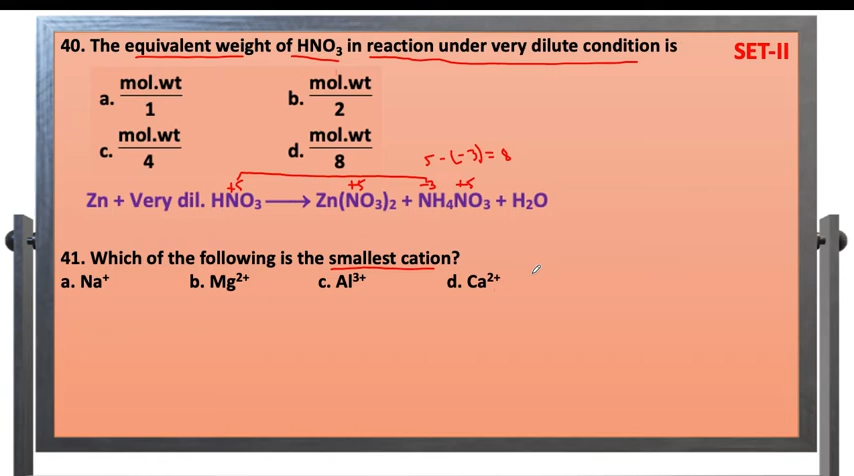 40. The equivalent weight of HNO₃ in reaction under very dilute condition is
SET-II
a. mol.wt/1 b. mol.wt/2
c. mol.wt/4 d. mol.wt/8
5 - (-3) = 8
+5 +5 -3 +5
Zn + Very dil. HNO₃ ⟶ Zn(NO₃)₂ + NH₄NO₃ + H₂O
41. Which of the following is the smallest cation?
a. Na⁺ b. Mg²⁺ c. Al³⁺ d. Ca²⁺